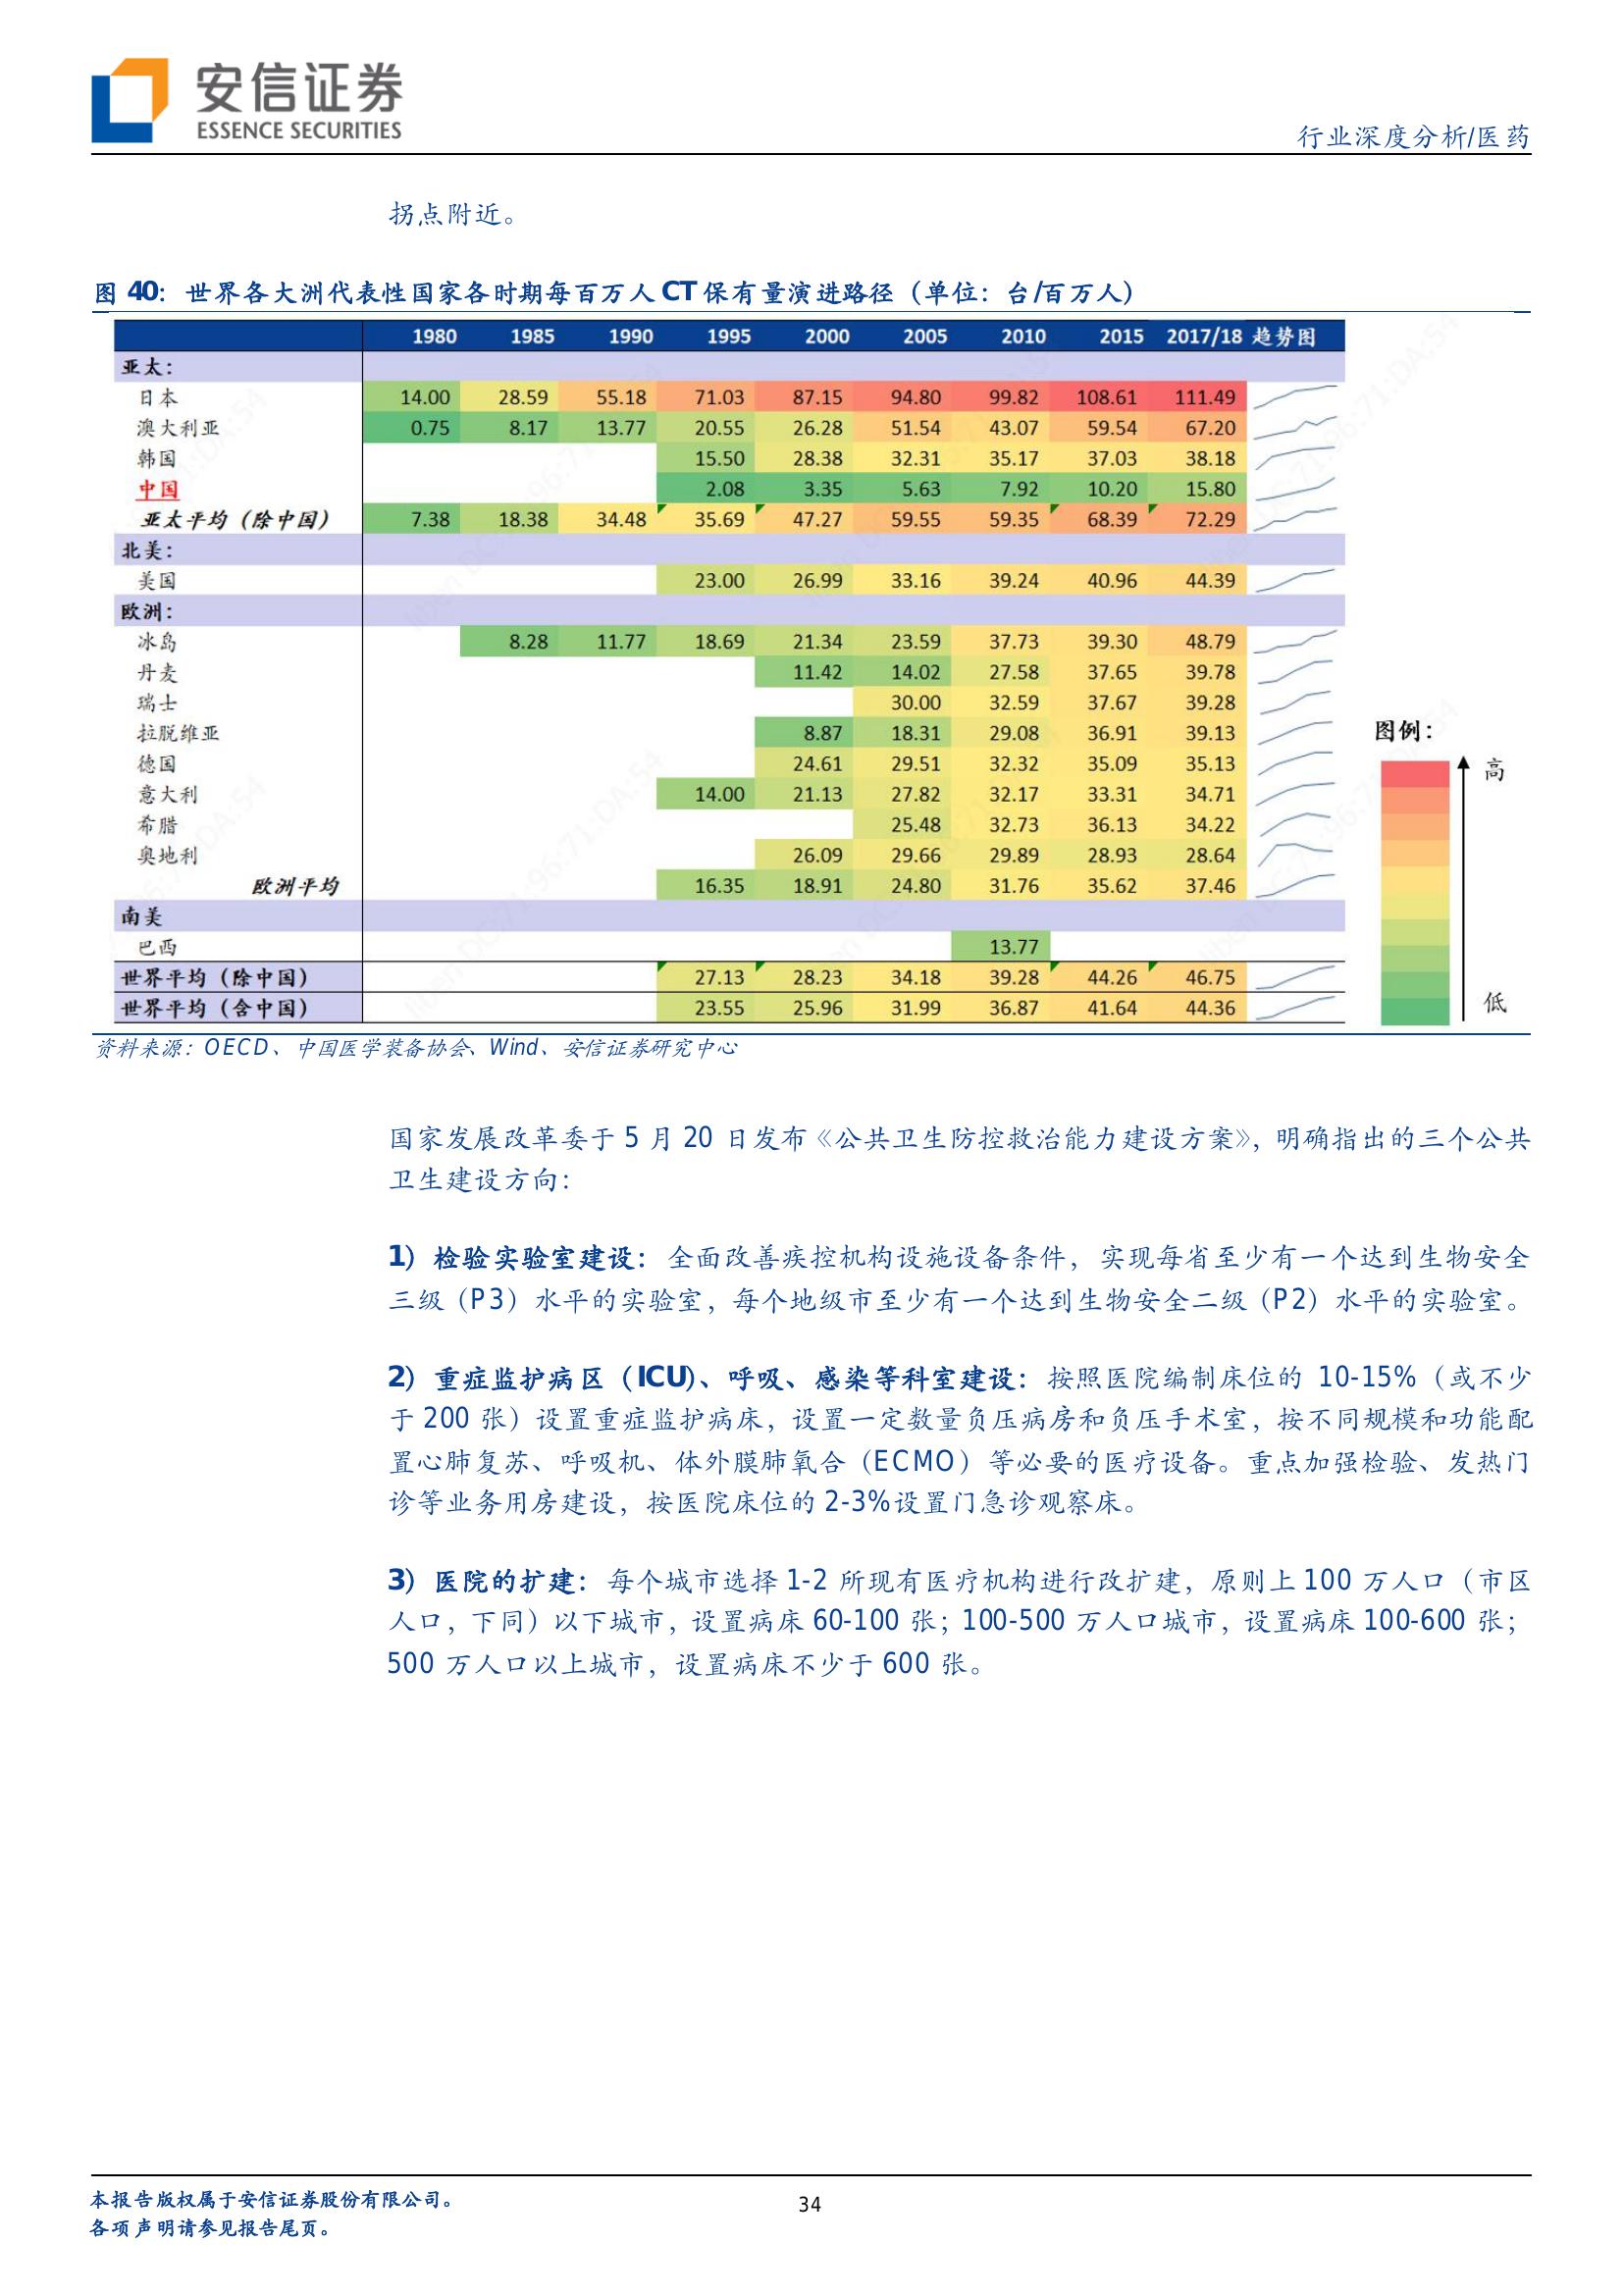 安信证券
ESSENCE SECURITIES
行业深度分析/医药
拐点附近。
图 40：世界各大洲代表性国家各时期每百万人 CT 保有量演进路径（单位：台/百万人）
1980 1985 1990 1995 2000 2005 2010 2015 2017/18 趋势图
亚太：
日本 14.00 28.59 55.18 71.03 87.15 94.80 99.82 108.61 111.49
澳大利亚 0.75 8.17 13.77 20.55 26.28 51.54 43.07 59.54 67.20
韩国 15.50 28.38 32.31 35.17 37.03 38.18
中国 2.08 3.35 5.63 7.92 10.20 15.80
亚太平均（除中国） 7.38 18.38 34.48 35.69 47.27 59.55 59.35 68.39 72.29
北美：
美国 23.00 26.99 33.16 39.24 40.96 44.39
欧洲：
冰岛 8.28 11.77 18.69 21.34 23.59 37.73 39.30 48.79
丹麦 11.42 14.02 27.58 37.65 39.78
瑞士 30.00 32.59 37.67 39.28
拉脱维亚 8.87 18.31 29.08 36.91 39.13
德国 24.61 29.51 32.32 35.09 35.13
意大利 14.00 21.13 27.82 32.17 33.31 34.71
希腊 25.48 32.73 36.13 34.22
奥地利 26.09 29.66 29.89 28.93 28.64
欧洲平均 16.35 18.91 24.80 31.76 35.62 37.46
南美
巴西 13.77
世界平均（除中国） 27.13 28.23 34.18 39.28 44.26 46.75
世界平均（含中国） 23.55 25.96 31.99 36.87 41.64 44.36
图例：
高
低
资料来源：OECD、中国医学装备协会、Wind、安信证券研究中心
国家发展改革委于 5 月 20 日发布《公共卫生防控救治能力建设方案》，明确指出的三个公共
卫生建设方向：
1）检验实验室建设：全面改善疾控机构设施设备条件，实现每省至少有一个达到生物安全
三级（P3）水平的实验室，每个地级市至少有一个达到生物安全二级（P2）水平的实验室。
2）重症监护病区（ICU)、呼吸、感染等科室建设：按照医院编制床位的 10-15%（或不少
于 200 张）设置重症监护病床，设置一定数量负压病房和负压手术室，按不同规模和功能配
置心肺复苏、呼吸机、体外膜肺氧合（ECMO）等必要的医疗设备。重点加强检验、发热门
诊等业务用房建设，按医院床位的 2-3%设置门急诊观察床。
3）医院的扩建：每个城市选择 1-2 所现有医疗机构进行改扩建，原则上 100 万人口（市区
人口，下同）以下城市，设置病床 60-100 张；100-500 万人口城市，设置病床 100-600 张；
500 万人口以上城市，设置病床不少于 600 张。
本报告版权属于安信证券股份有限公司。
各项声明请参见报告尾页。
34